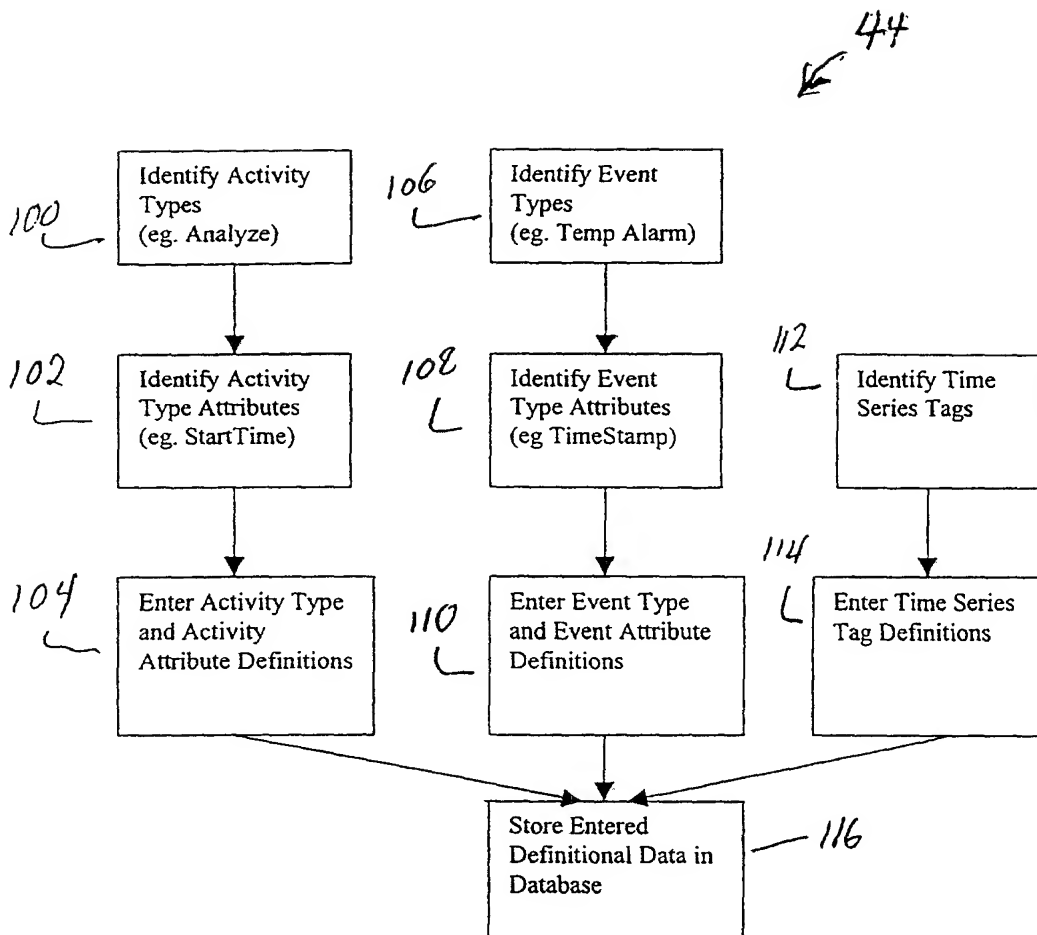 44
100
Identify Activity
Types
(eg. Analyze)
106
Identify Event
Types
(eg. Temp Alarm)
102
Identify Activity
Type Attributes
(eg. StartTime)
108
Identify Event
Type Attributes
(eg TimeStamp)
112
Identify Time
Series Tags
104
Enter Activity Type
and Activity
Attribute Definitions
110
Enter Event Type
and Event Attribute
Definitions
114
Enter Time Series
Tag Definitions
Store Entered
Definitional Data in
Database
116